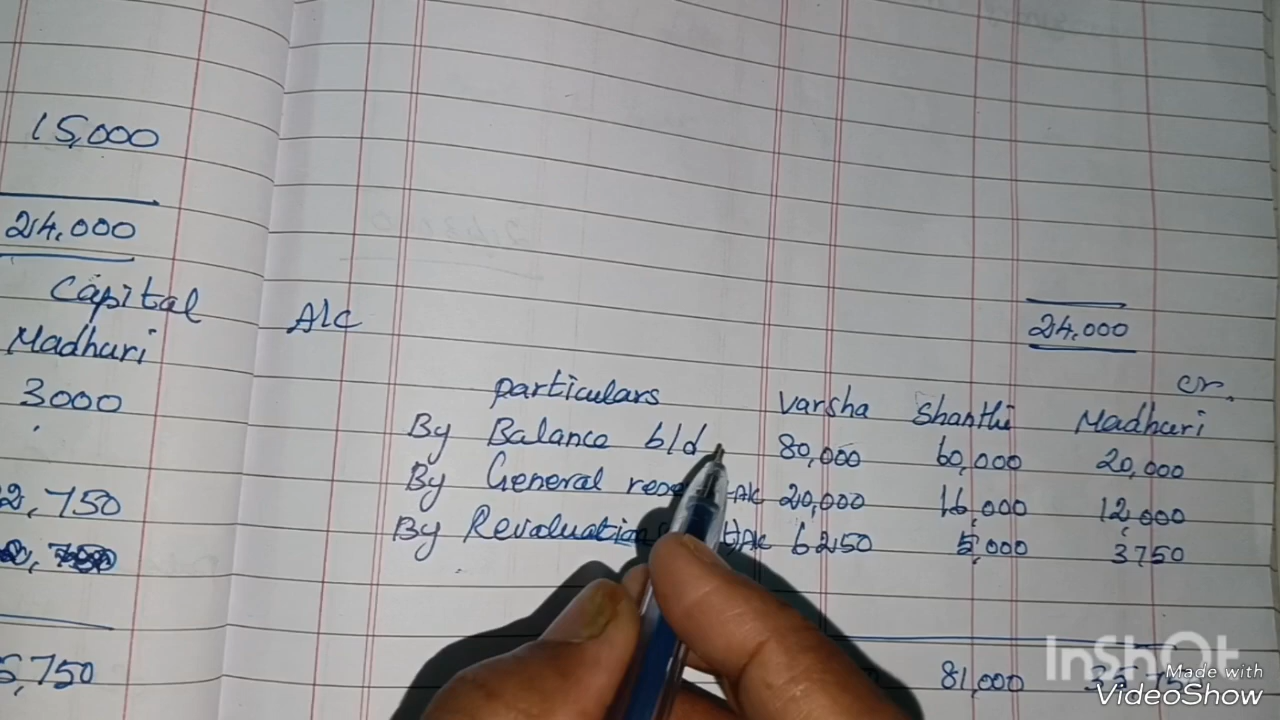 15,000
24,000
Capital A/c
Madhuri
3000
24,000
cr.
particulars Varsha Shanthi Madhuri
By Balance b/d 80,000 60,000 20,000
By General A/c 20,000 16,000 12,000
By Revaluation A/c 6250 5,000 3750
2,750
5,750
81,000
InShOt
Made with
VideoShow